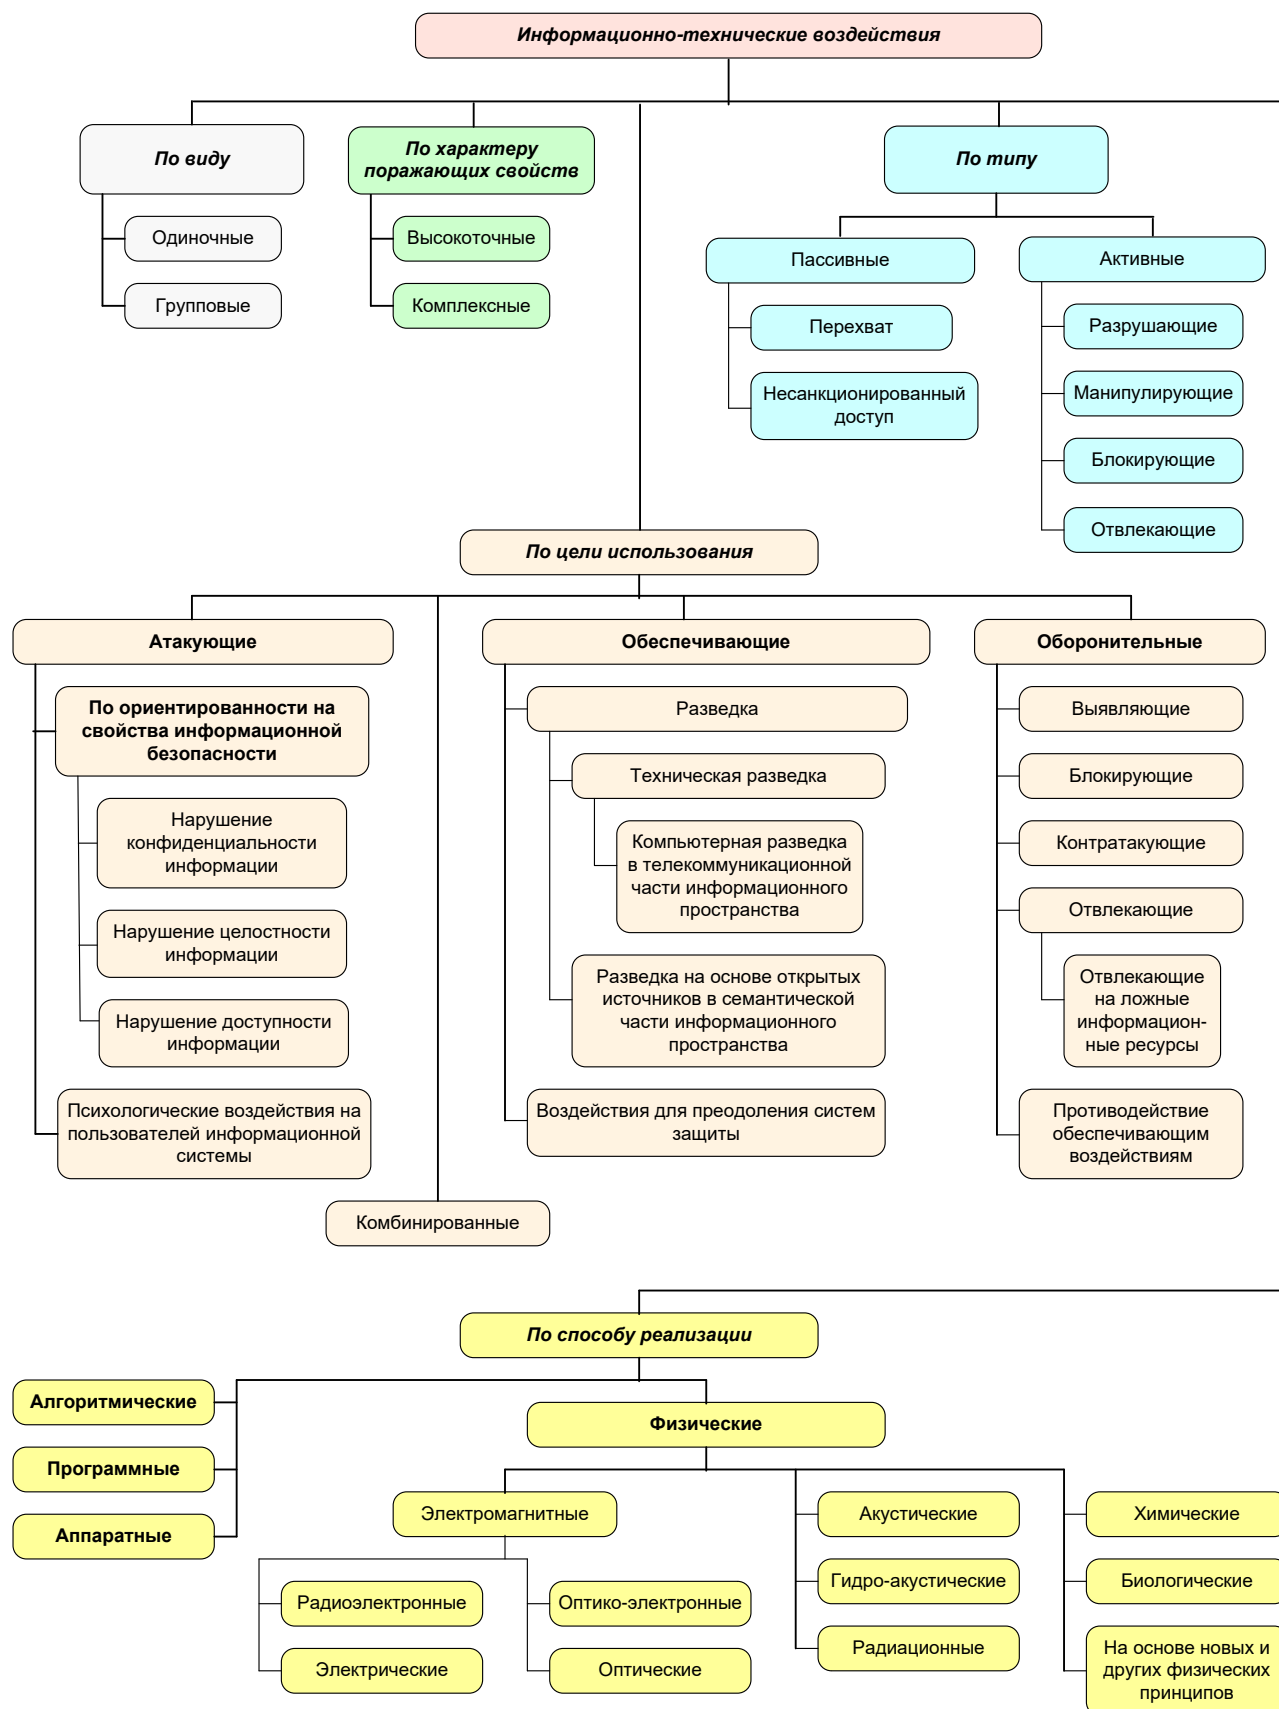 Информационно-технические воздействия
По виду
Одиночные
Групповые
По характеру
поражающих свойств
Высокоточные
Комплексные
По типу
Пассивные
Перехват
Несанкционированный
доступ
Активные
Разрушающие
Манипулирующие
Блокирующие
Отвлекающие
По цели использования
Атакующие
По ориентированности на
свойства информационной
безопасности
Нарушение
конфиденциальности
информации
Нарушение целостности
информации
Нарушение доступности
информации
Психологические воздействия на
пользователей информационной
системы
Комбинированные
Обеспечивающие
Разведка
Техническая разведка
Компьютерная разведка
в телекоммуникационной
части информационного
пространства
Разведка на основе открытых
источников в семантической
части информационного
пространства
Воздействия для преодоления систем
защиты
Оборонительные
Выявляющие
Блокирующие
Контратакующие
Отвлекающие
Отвлекающие
на ложные
информацион-
ные ресурсы
Противодействие
обеспечивающим
воздействиям
По способу реализации
Алгоритмические
Программные
Аппаратные
Физические
Электромагнитные
Радиоэлектронные
Электрические
Оптико-электронные
Оптические
Акустические
Гидро-акустические
Радиационные
Химические
Биологические
На основе новых и
других физических
принципов